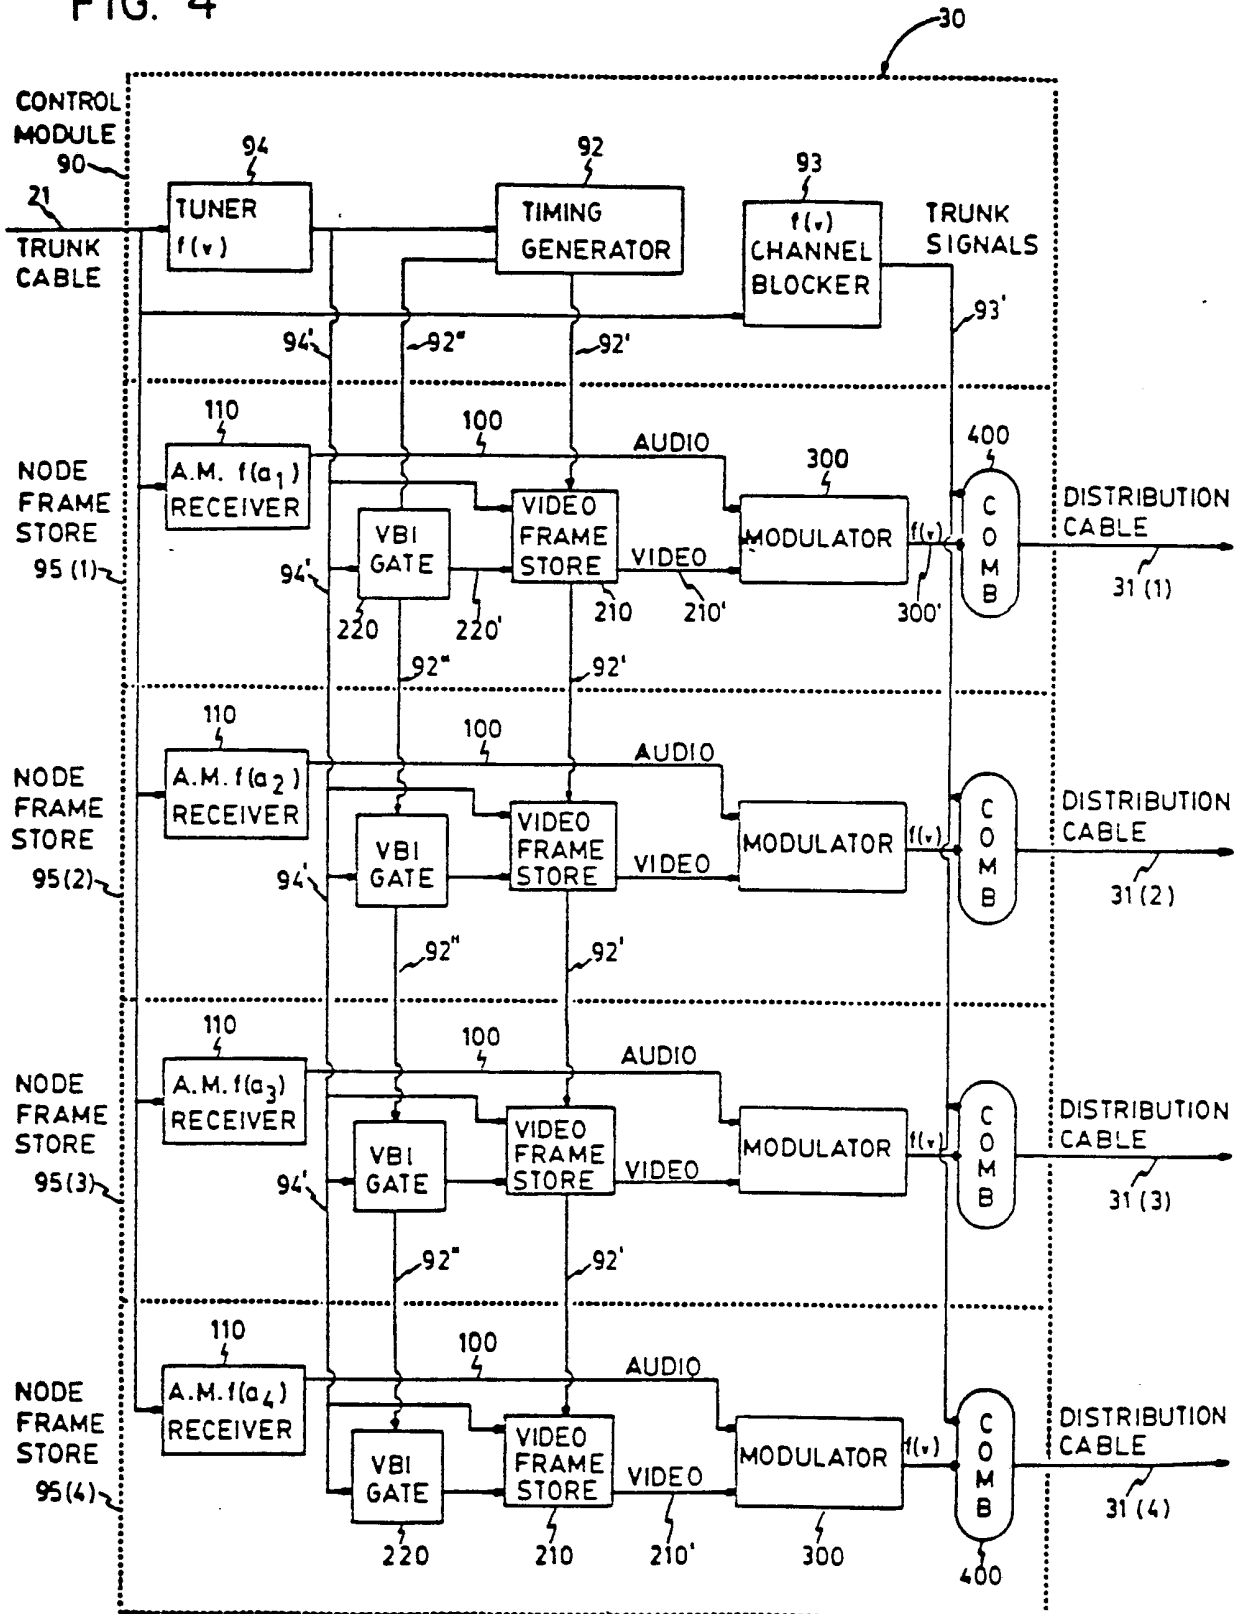 FIG. 4
30
CONTROL
MODULE
90
94
92
93
21
TUNER
f(v)
TIMING
GENERATOR
f(v)
CHANNEL
BLOCKER
TRUNK
SIGNALS
TRUNK
CABLE
94'
92"
92'
93'
110
100
AUDIO
300
400
NODE
FRAME
STORE
95(1)
A.M. f(a1)
RECEIVER
VBI
GATE
VIDEO
FRAME
STORE
VIDEO
MODULATOR
f(v)
COMB
DISTRIBUTION
CABLE
31(1)
94'
220
220'
210
210'
300'
92"
92'
110
100
AUDIO
NODE
FRAME
STORE
95(2)
A.M. f(a2)
RECEIVER
VBI
GATE
VIDEO
FRAME
STORE
VIDEO
MODULATOR
f(v)
COMB
DISTRIBUTION
CABLE
31(2)
94'
92"
92'
110
100
AUDIO
NODE
FRAME
STORE
95(3)
A.M. f(a3)
RECEIVER
VBI
GATE
VIDEO
FRAME
STORE
VIDEO
MODULATOR
f(v)
COMB
DISTRIBUTION
CABLE
31(3)
94'
92"
92'
110
100
AUDIO
NODE
FRAME
STORE
95(4)
A.M. f(a4)
RECEIVER
VBI
GATE
VIDEO
FRAME
STORE
VIDEO
MODULATOR
f(v)
COMB
DISTRIBUTION
CABLE
31(4)
220
210
210'
300
400